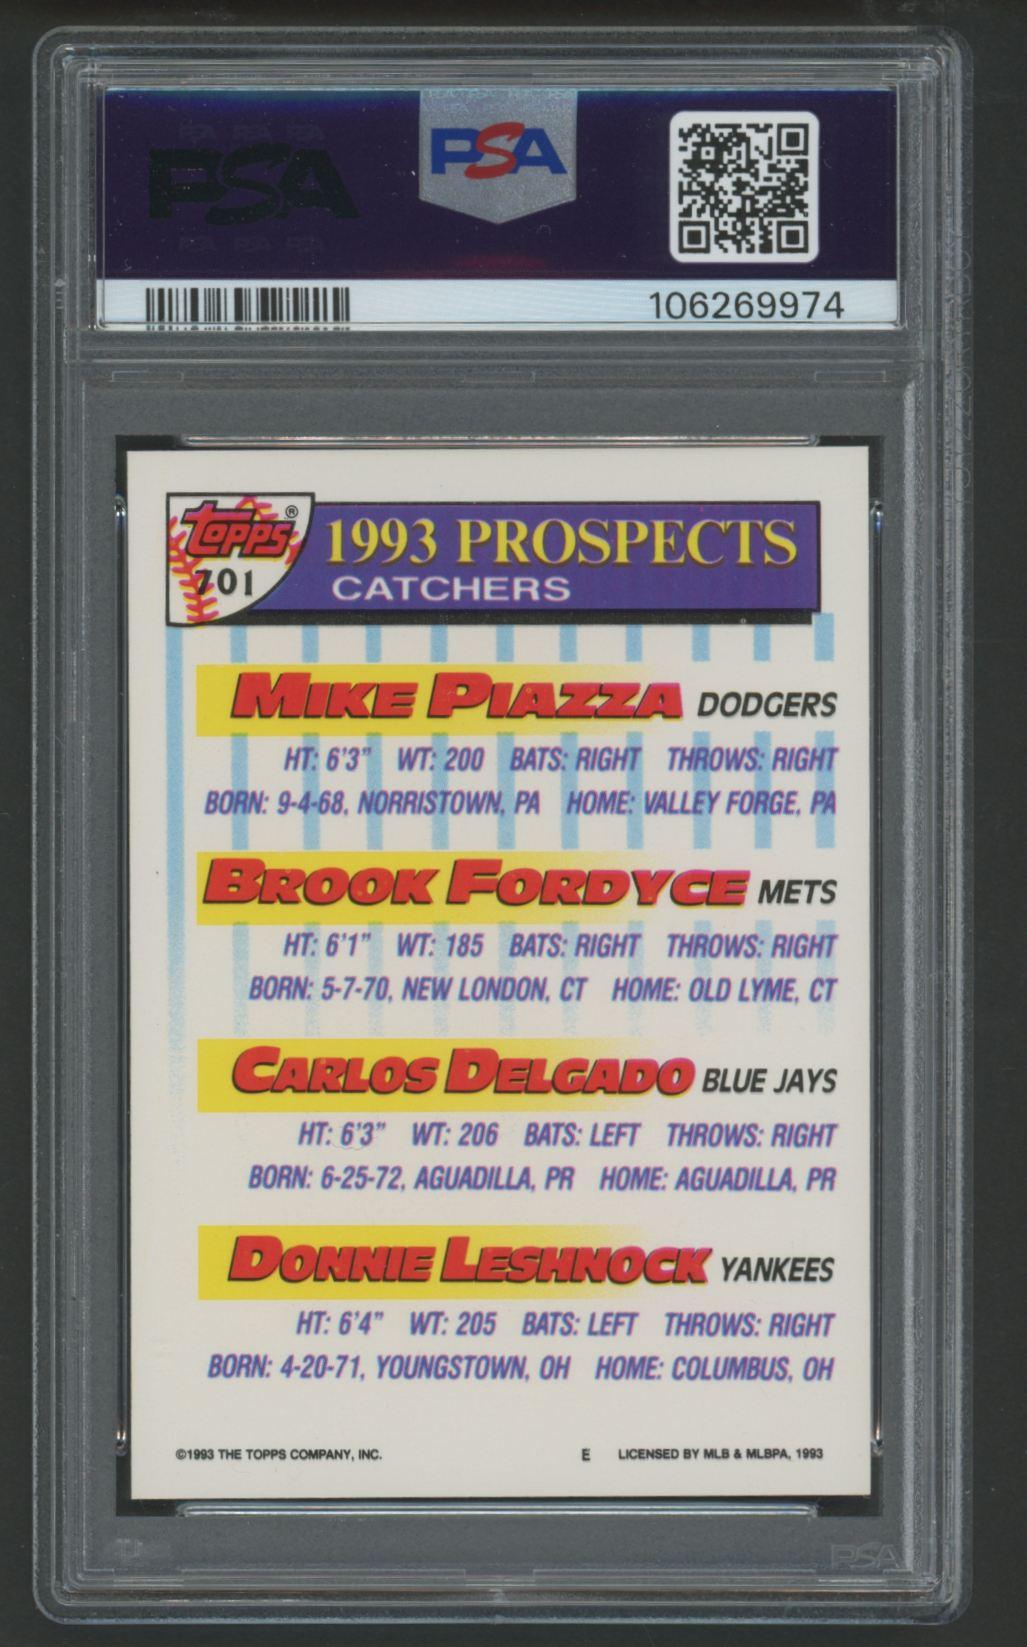 PSA
PSA
106269974
TOPPS®
701
1993 PROSPECTS
CATCHERS
MIKE PIAZZA DODGERS
HT: 6'3" WT: 200 BATS: RIGHT THROWS: RIGHT
BORN: 9-4-68, NORRISTOWN, PA HOME: VALLEY FORGE, PA
BROOK FORDYCE METS
HT: 6'1" WT: 185 BATS: RIGHT THROWS: RIGHT
BORN: 5-7-70, NEW LONDON, CT HOME: OLD LYME, CT
CARLOS DELGADO BLUE JAYS
HT: 6'3" WT: 206 BATS: LEFT THROWS: RIGHT
BORN: 6-25-72, AGUADILLA, PR HOME: AGUADILLA, PR
DONNIE LESHNOCK YANKEES
HT: 6'4" WT: 205 BATS: LEFT THROWS: RIGHT
BORN: 4-20-71, YOUNGSTOWN, OH HOME: COLUMBUS, OH
©1993 THE TOPPS COMPANY, INC. E LICENSED BY MLB & MLBPA, 1993
PSA